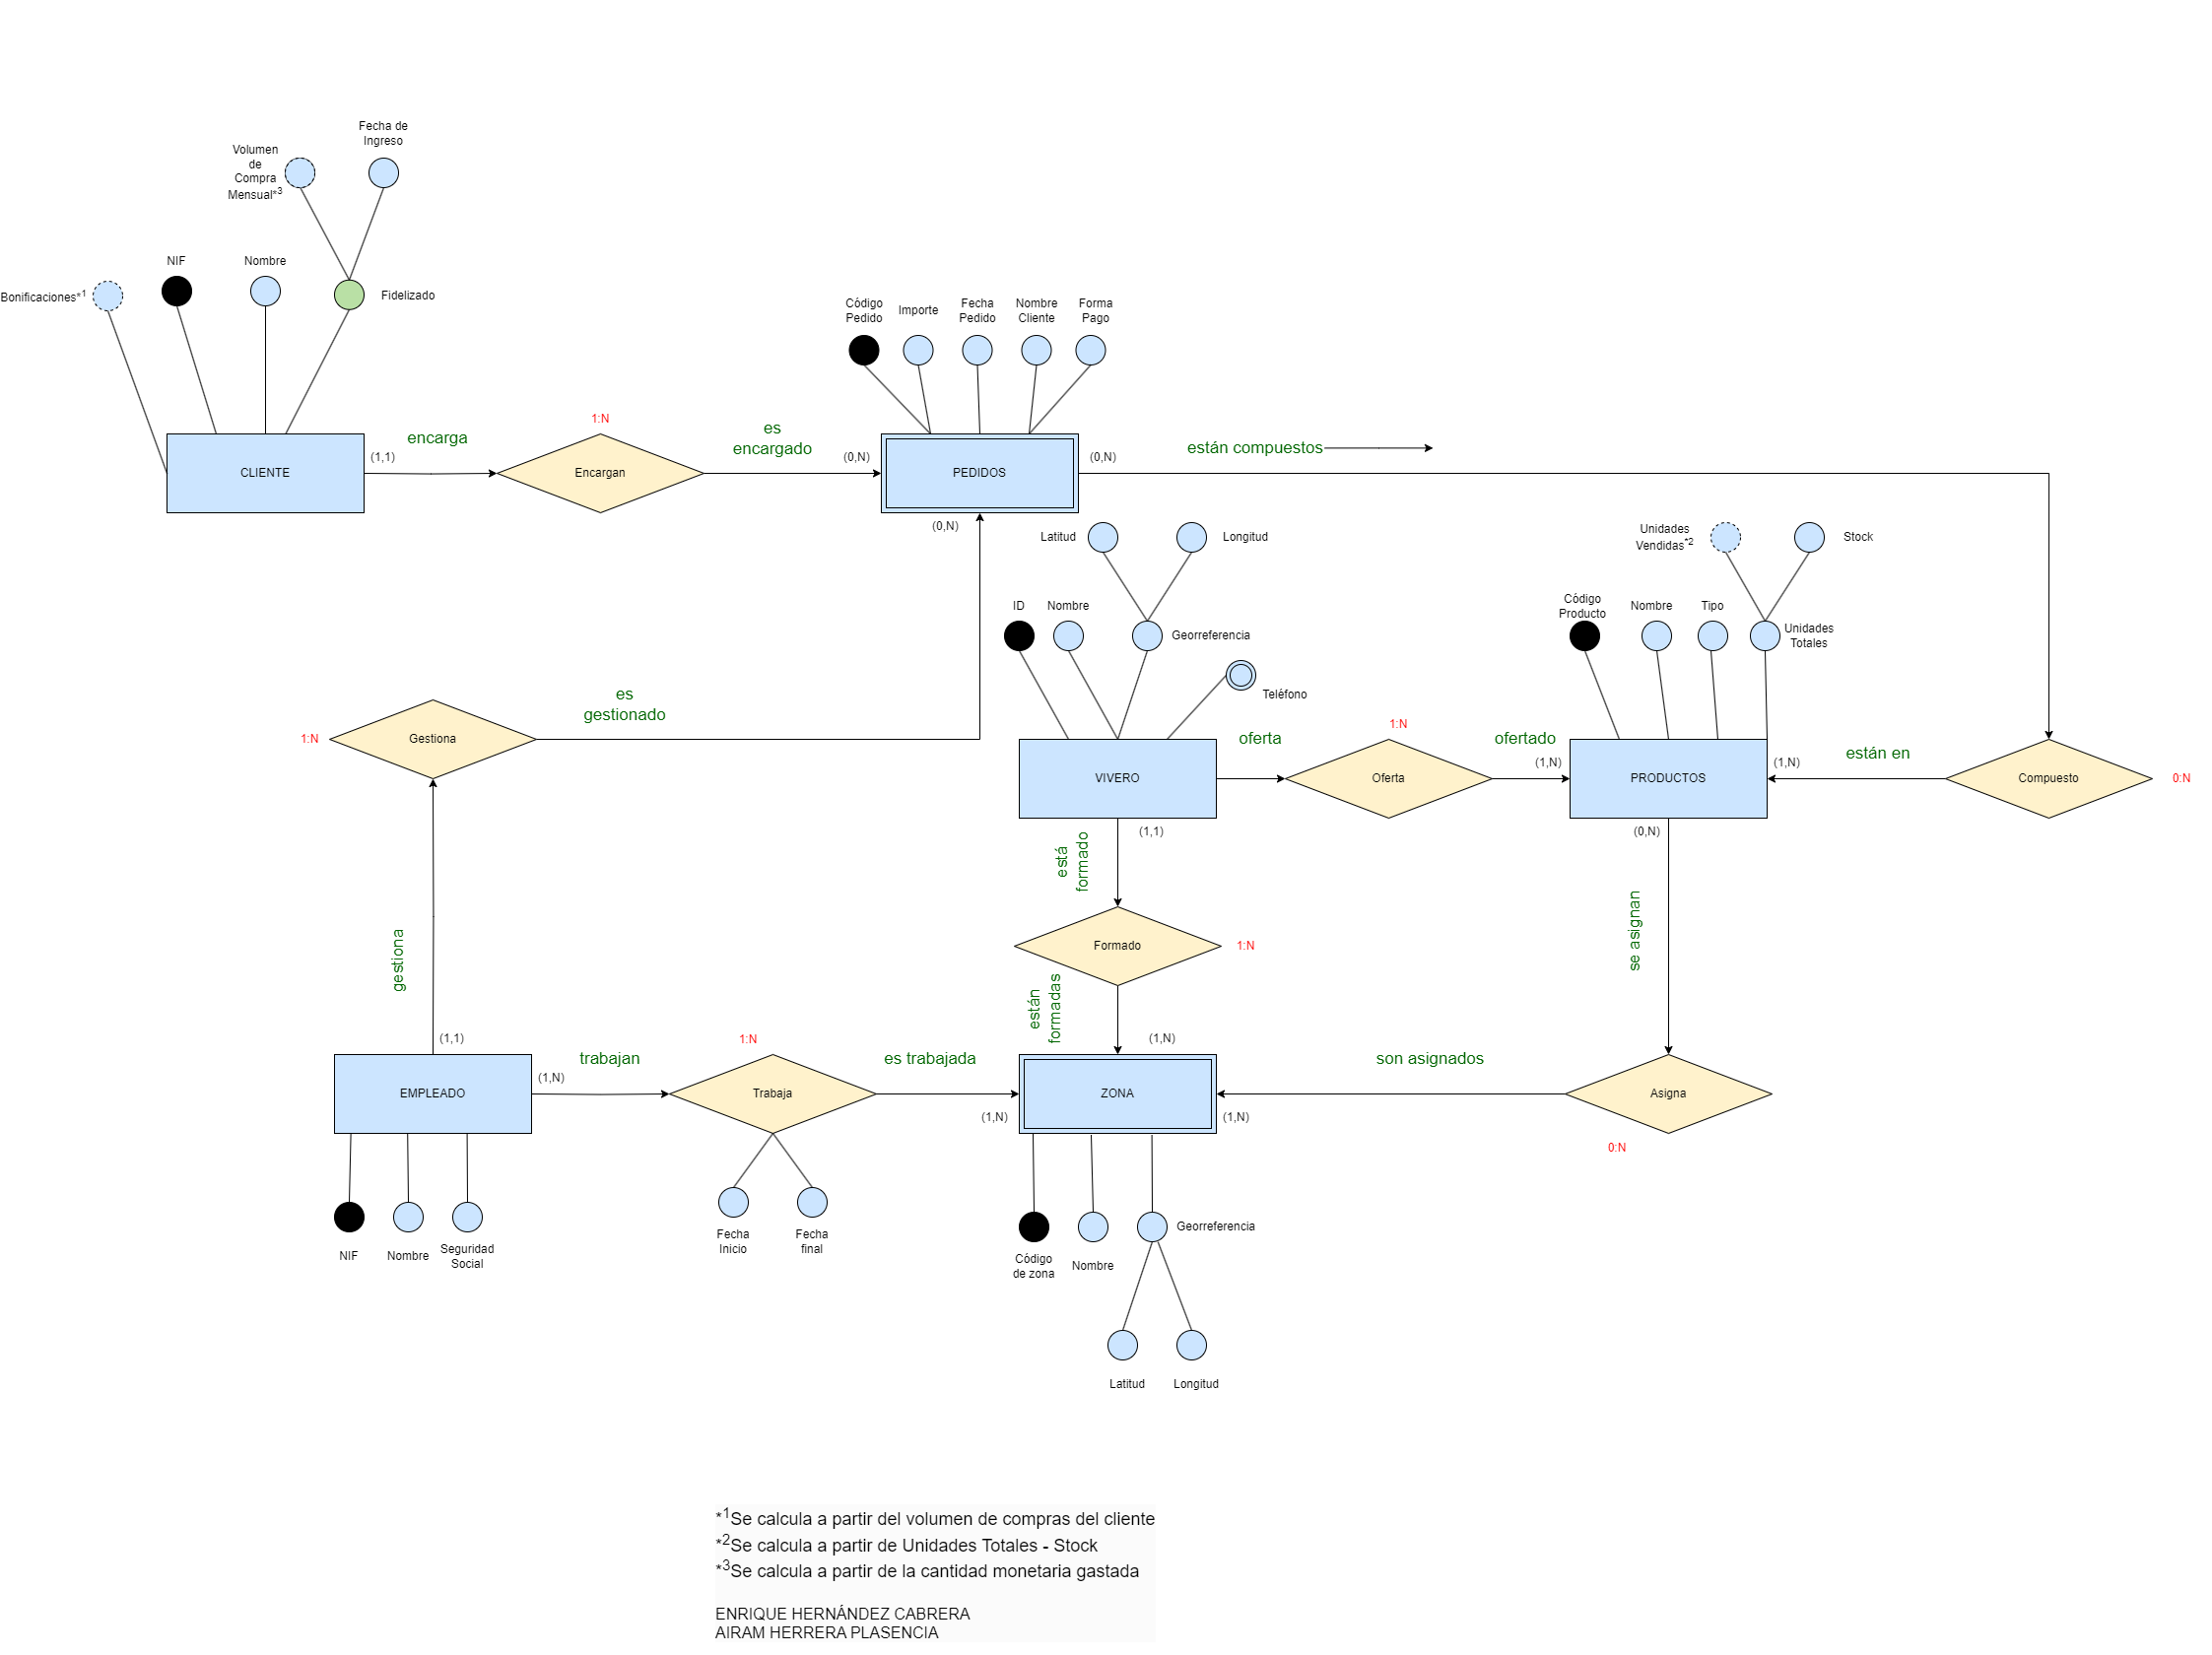 Fecha de
Ingreso
Volumen
de
Compra
Mensual*3
NIF
Nombre
Bonificaciones*1
Fidelizado
Código
Pedido
Importe
Fecha
Pedido
Nombre
Cliente
Forma
Pago
1:N
encarga
es
encargado
están compuestos
(1,1)
(0,N)
(0,N)
CLIENTE
Encargan
PEDIDOS
(0,N)
Latitud
Longitud
Unidades
Vendidas*2
Stock
ID
Nombre
Georreferencia
Código
Producto
Nombre
Tipo
Unidades
Totales
Teléfono
es
gestionado
1:N
Gestiona
oferta
1:N
ofertado
(1,N)
(1,N)
están en
VIVERO
Oferta
PRODUCTOS
Compuesto
0:N
(1,1)
(0,N)
está
formado
se asignan
gestiona
Formado
1:N
están
formadas
(1,1)
(1,N)
1:N
trabajan
es trabajada
son asignados
(1,N)
EMPLEADO
Trabaja
ZONA
Asigna
(1,N)
(1,N)
0:N
NIF
Nombre
Seguridad
Social
Fecha
Inicio
Fecha
final
Georreferencia
Código
de zona
Nombre
Latitud
Longitud
*1Se calcula a partir del volumen de compras del cliente
*2Se calcula a partir de Unidades Totales - Stock
*3Se calcula a partir de la cantidad monetaria gastada
ENRIQUE HERNÁNDEZ CABRERA
AIRAM HERRERA PLASENCIA